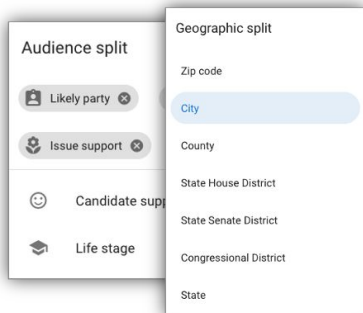 Audience split
Likely party
Issue support
Candidate
Life stage
Geographic split
Zip code
City
County
State House District
State Senate District
Congressional District
State